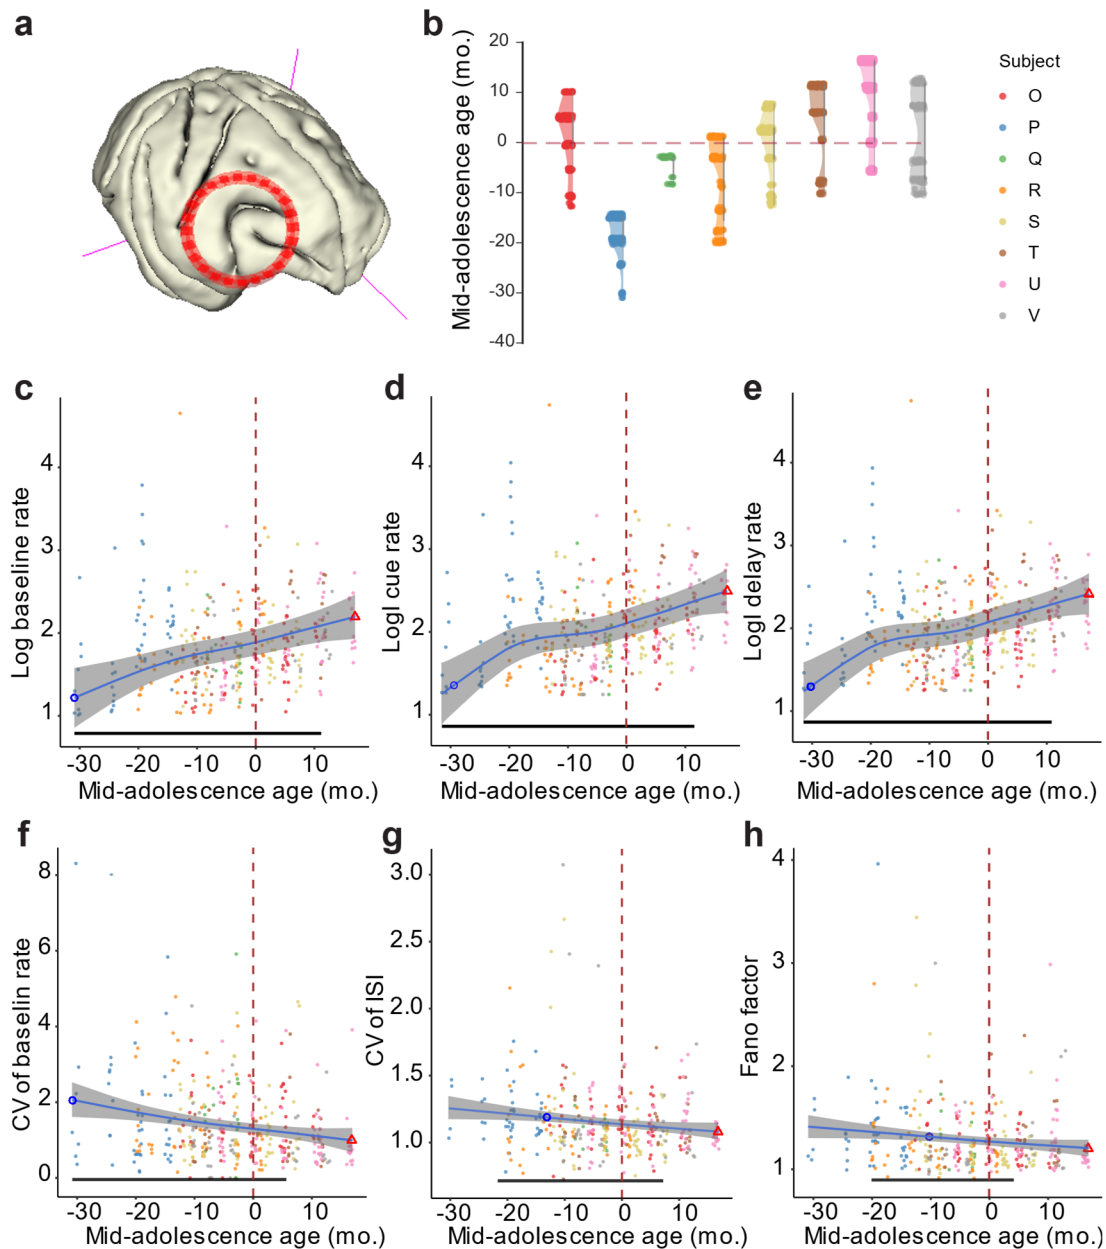 a
b
Mid-adolescence age (mo.)
20
10
0
-10
-20
-30
-40
Subject
O
P
Q
R
S
T
U
V
c
Log baseline rate
4
3
2
1
-30 -20 -10 0 10
Mid-adolescence age (mo.)
d
Logl cue rate
4
3
2
1
-30 -20 -10 0 10
Mid-adolescence age (mo.)
e
Logl delay rate
4
3
2
1
-30 -20 -10 0 10
Mid-adolescence age (mo.)
f
CV of baselin rate
8
6
4
2
0
-30 -20 -10 0 10
Mid-adolescence age (mo.)
g
CV of ISI
3.0
2.5
2.0
1.5
1.0
-30 -20 -10 0 10
Mid-adolescence age (mo.)
h
Fano factor
4
3
2
1
-30 -20 -10 0 10
Mid-adolescence age (mo.)